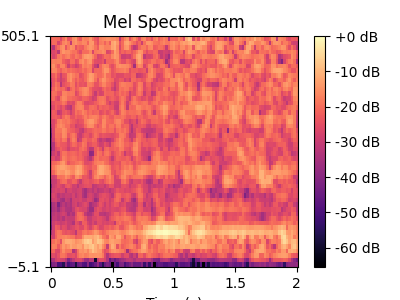 Mel Spectrogram
505.1
−5.1
0
0.5
1
1.5
2
+0 dB
-10 dB
-20 dB
-30 dB
-40 dB
-50 dB
-60 dB